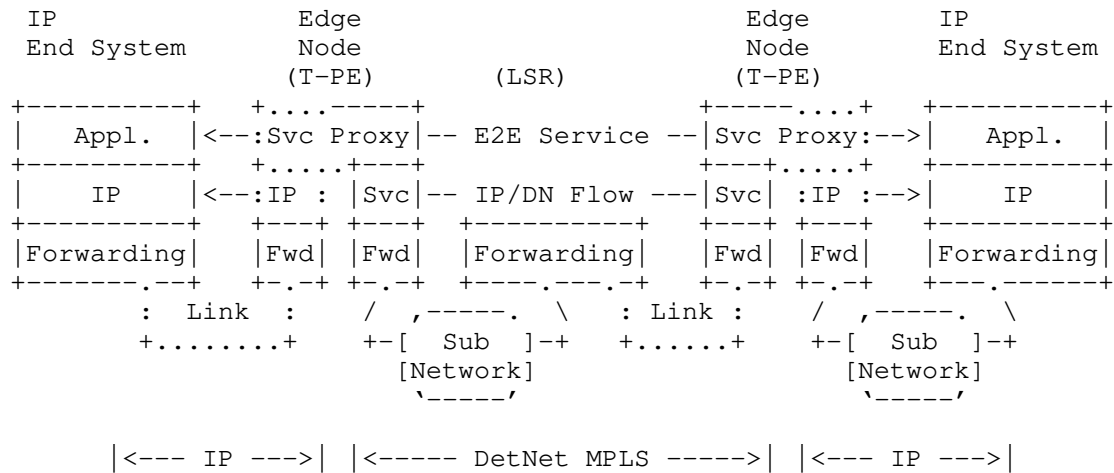 IP                   Edge                        Edge         IP
End System           Node                        Node         End System
                    (T-PE)        (LSR)         (T-PE)
+----------+    +....-----+                   +-----....+    +----------+
|   Appl.  |<--:Svc Proxy|-- E2E Service --|Svc Proxy:-->|   Appl.  |
+----------+    +.....+---+                   +---+.....+    +----------+
|    IP    |<--:IP : |Svc|-- IP/DN Flow ---|Svc| :IP :-->|    IP    |
+----------+    +---+ +---+  +----------+    +---+ +---+    +----------+
|Forwarding|    |Fwd| |Fwd|  |Forwarding|    |Fwd| |Fwd|    |Forwarding|
+-------.--+    +-.-+ +-.-+  +----.---.-+    +-.-+ +-.-+    +---.------+
        :  Link   :    /  ,-----.  \   : Link :    /  ,-----.  \
        +........+    +-[  Sub  ]-+   +......+    +-[  Sub  ]-+
                        [Network]                   [Network]
                         `-----'                     `-----'
      |<--- IP --->| |<----- DetNet MPLS ----->| |<--- IP --->|